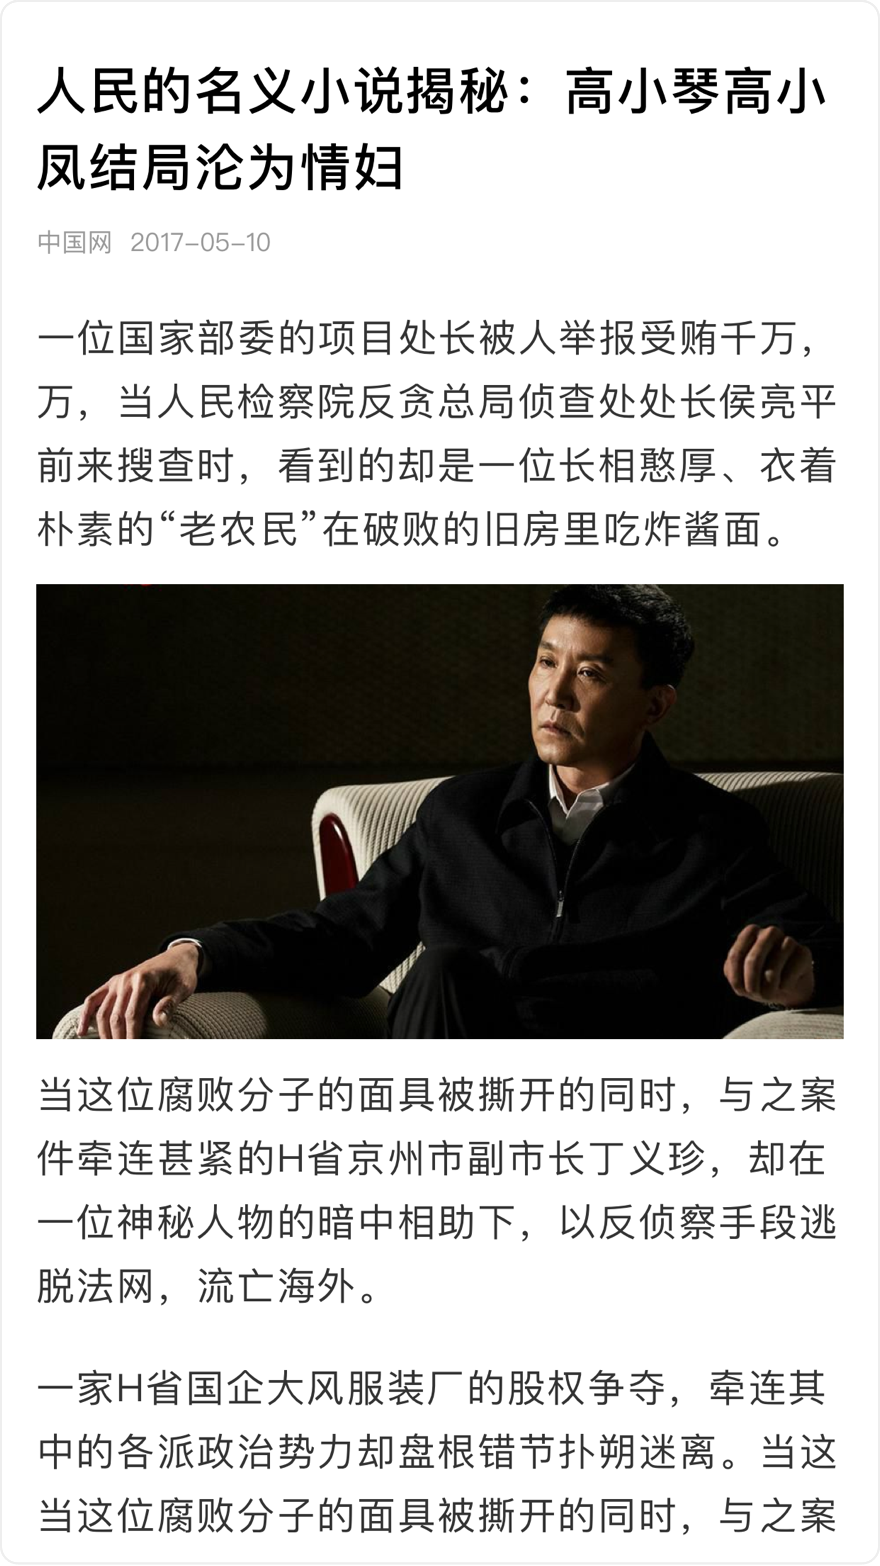 人民的名义小说揭秘：高小琴高小
凤结局沦为情妇
中国网 2017-05-10
一位国家部委的项目处长被人举报受贿千万，
万，当人民检察院反贪总局侦查处处长侯亮平
前来搜查时，看到的却是一位长相憨厚、衣着
朴素的“老农民”在破败的旧房里吃炸酱面。
当这位腐败分子的面具被撕开的同时，与之案
件牵连甚紧的H省京州市副市长丁义珍，却在
一位神秘人物的暗中相助下，以反侦察手段逃
脱法网，流亡海外。
一家H省国企大风服装厂的股权争夺，牵连其
中的各派政治势力却盘根错节扑朔迷离。当这
当这位腐败分子的面具被撕开的同时，与之案